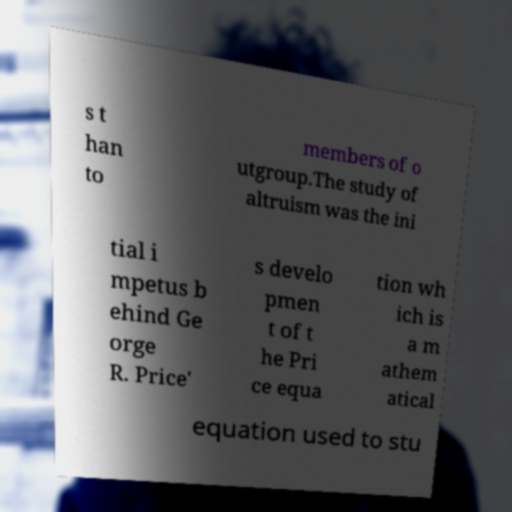 s t
han
to
members of o
utgroup.The study of
altruism was the ini
tial i
mpetus b
ehind Ge
orge
R. Price'
s develo
pmen
t of t
he Pri
ce equa
tion wh
ich is
a m
athem
atical
equation used to stu